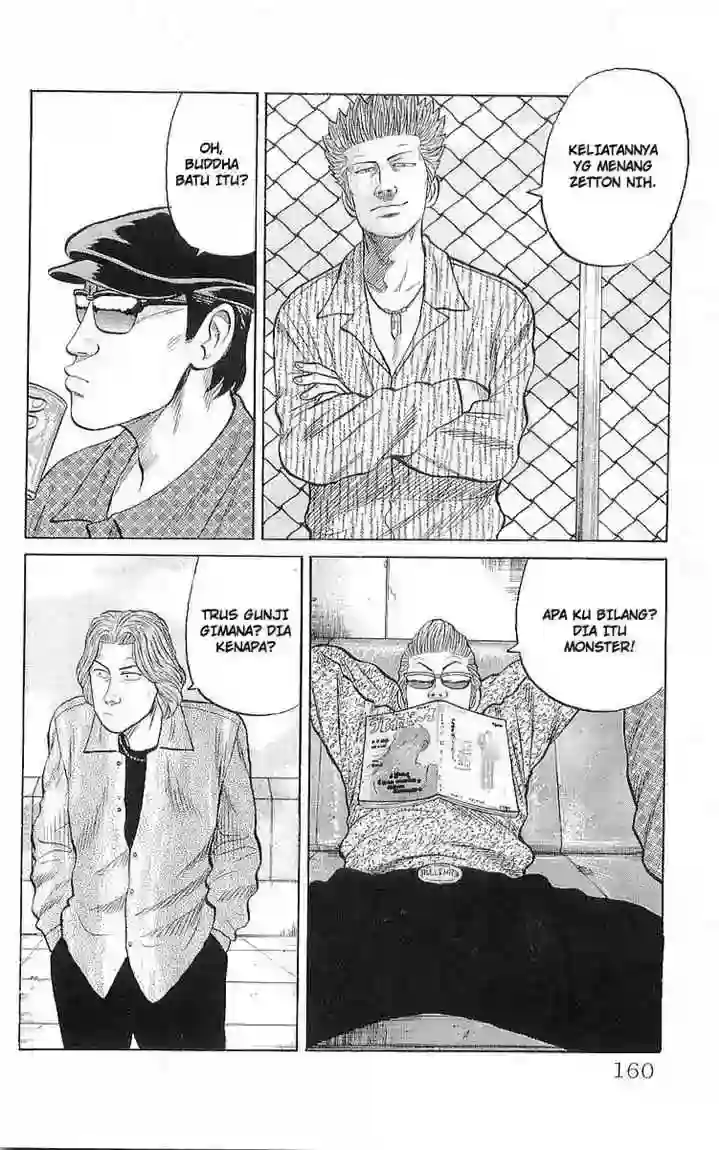 KELIATANNYA
YG MENANG
ZETTON NIH.
OH,
BUDDHA
BATU ITU?
APA KU BILANG?
DIA ITU
MONSTER!
TRUS GUNJI
GIMANA? DIA
KENAPA?
160